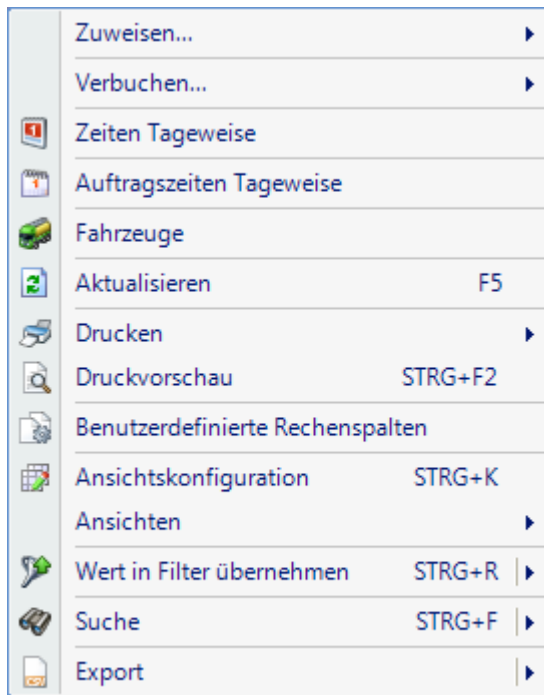 Zuweisen...
Verbuchen...
Zeiten Tageweise
Auftragszeiten Tageweise
Fahrzeuge
Aktualisieren F5
Drucken
Druckvorschau STRG+F2
Benutzerdefinierte Rechenspalten
Ansichtskonfiguration STRG+K
Ansichten
Wert in Filter übernehmen STRG+R
Suche STRG+F
Export